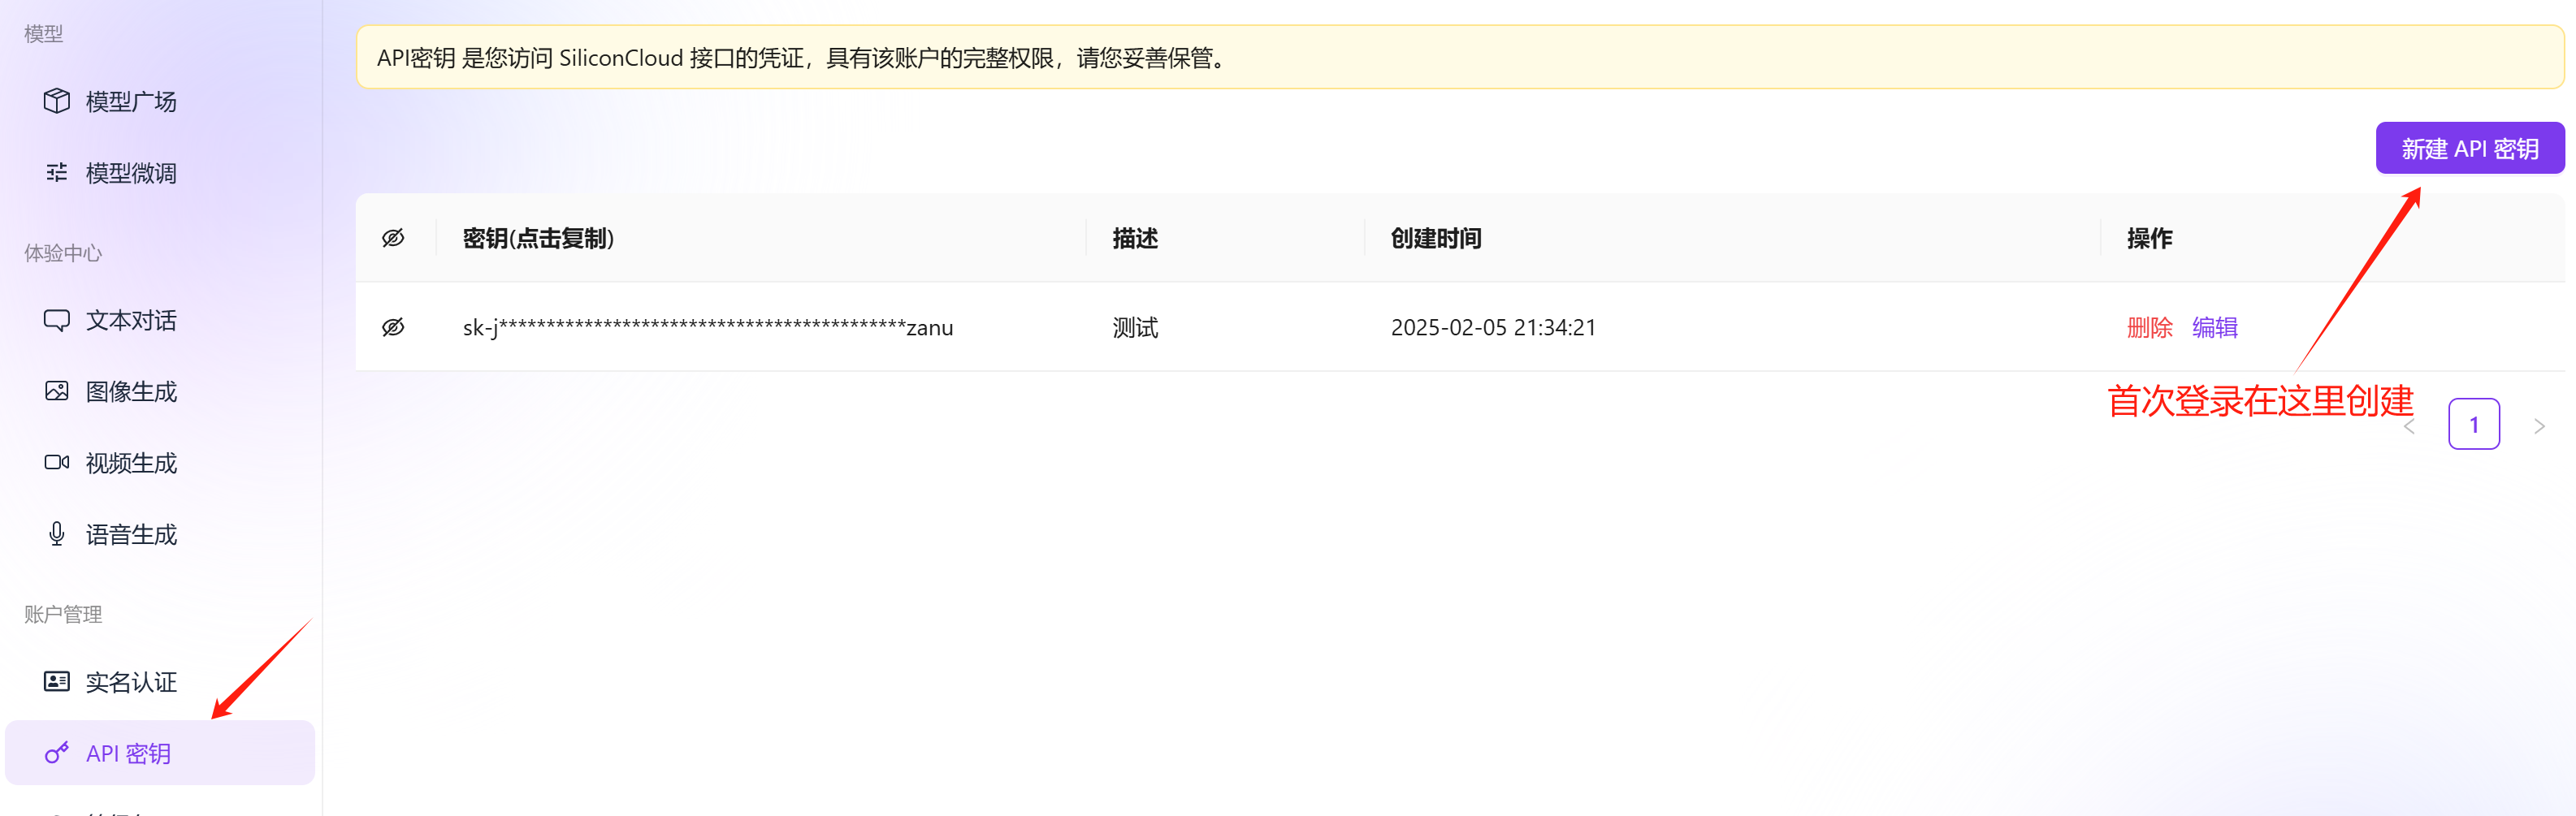 模型
模型广场
模型微调
体验中心
文本对话
图像生成
视频生成
语音生成
账户管理
实名认证
API 密钥
API密钥 是您访问 SiliconCloud 接口的凭证，具有该账户的完整权限，请您妥善保管。
新建 API 密钥
密钥(点击复制) 描述 创建时间 操作
sk-j*******************************************zanu 测试 2025-02-05 21:34:21 删除 编辑
首次登录在这里创建
< 1 >